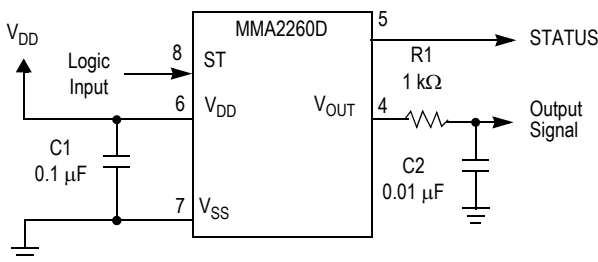 MMA2260D
5
STATUS
V_DD
Logic
Input
8
ST
R1
1 kΩ
6
V_DD
V_OUT
4
Output
Signal
C1
0.1 μF
C2
0.01 μF
7
V_SS